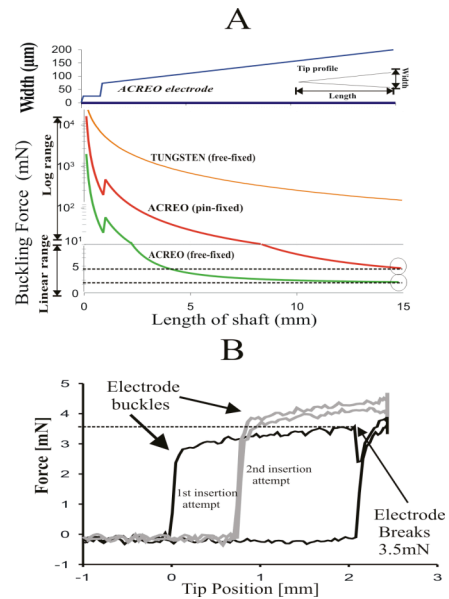 A
Width (µm)
200
150
100
50
0
ACREO electrode
Tip profile
Width
Length
Buckling Force (mN)
Log range
Linear range
10⁴
10³
10²
10¹
5
0
TUNGSTEN (free-fixed)
ACREO (pin-fixed)
ACREO (free-fixed)
0
5
10
15
Length of shaft (mm)
B
Force [mN]
5
4
3
2
1
0
-1
Electrode
buckles
1st insertion
attempt
2nd insertion
attempt
Electrode
Breaks
3.5mN
-1
0
1
2
3
Tip Position [mm]